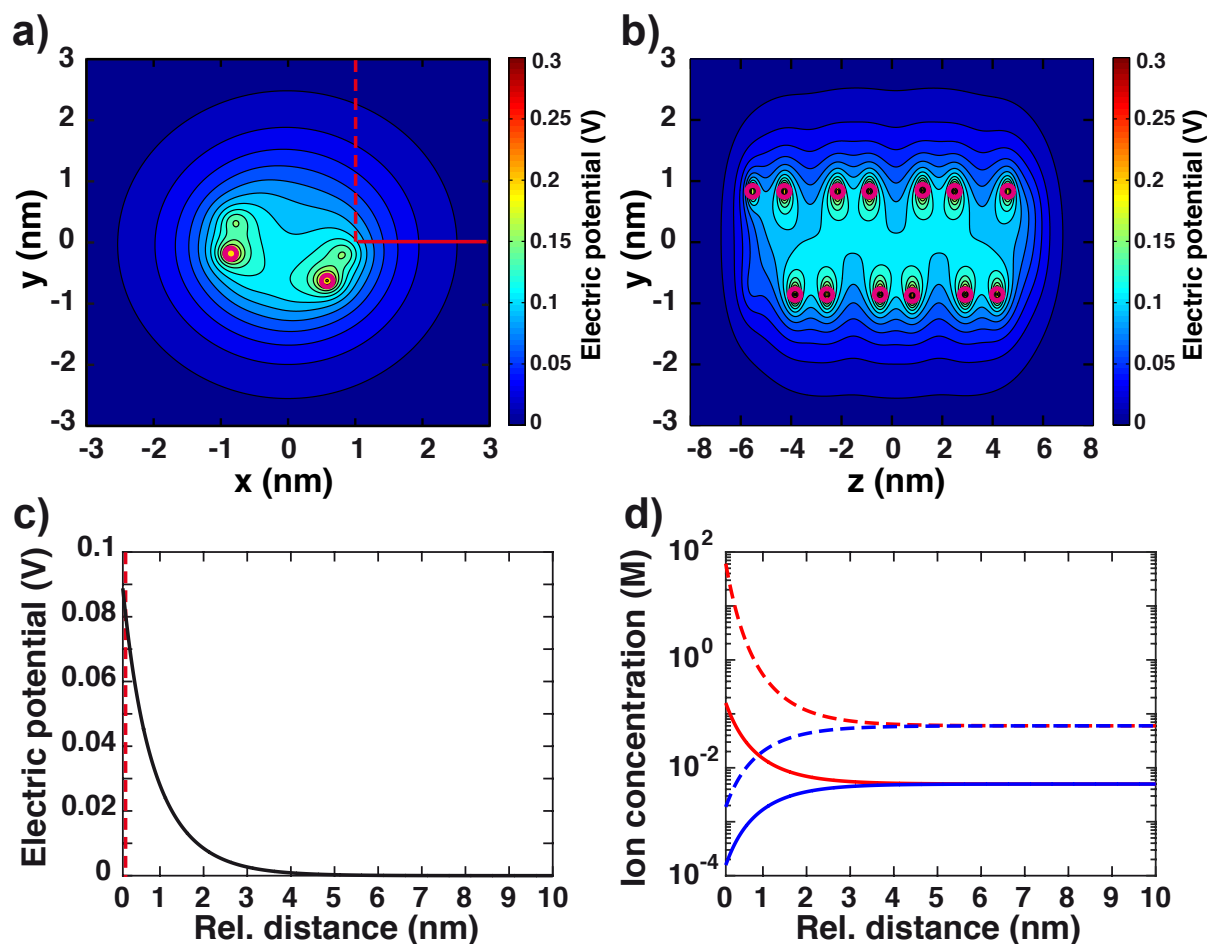 a)
3
2
1
0
-1
-2
-3
y (nm)
-3 -2 -1 0 1 2 3
x (nm)
0.3
0.25
0.2
0.15
0.1
0.05
0
Electric potential (V)
b)
3
2
1
0
-1
-2
-3
y (nm)
-8 -6 -4 -2 0 2 4 6 8
z (nm)
0.3
0.25
0.2
0.15
0.1
0.05
0
Electric potential (V)
c)
0.1
0.08
0.06
0.04
0.02
0
Electric potential (V)
0 1 2 3 4 5 6 7 8 9 10
Rel. distance (nm)
d)
10²
10⁰
10⁻²
10⁻⁴
Ion concentration (M)
0 1 2 3 4 5 6 7 8 9 10
Rel. distance (nm)